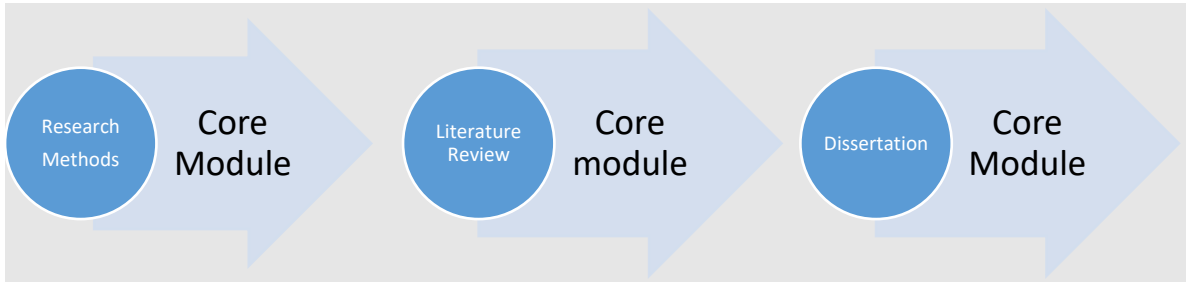 Research
Methods
Core
Module
Literature
Review
Core
module
Dissertation
Core
Module